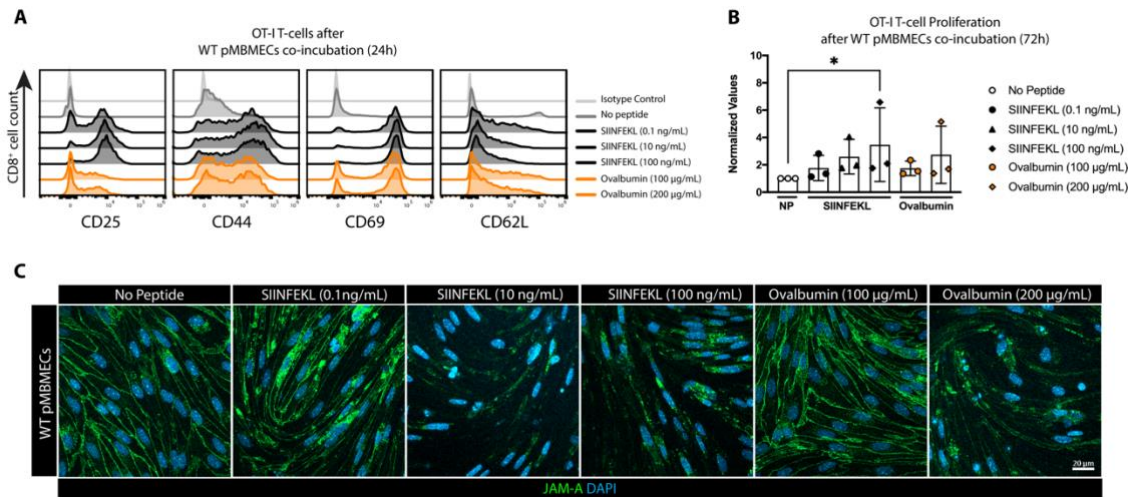 A
OT-I T-cells after
WT pMBMECs co-incubation (24h)
CD8+ cell count
Isotype Control
No peptide
SIINFEKL (0.1 ng/mL)
SIINFEKL (10 ng/mL)
SIINFEKL (100 ng/mL)
Ovalbumin (100 µg/mL)
Ovalbumin (200 µg/mL)
CD25 CD44 CD69 CD62L
B
OT-I T-cell Proliferation
after WT pMBMECs co-incubation (72h)
Normalized Values
10
8
6
4
2
0
*
NP SIINFEKL Ovalbumin
No Peptide
SIINFEKL (0.1 ng/mL)
SIINFEKL (10 ng/mL)
SIINFEKL (100 ng/mL)
Ovalbumin (100 µg/mL)
Ovalbumin (200 µg/mL)
C
No Peptide SIINFEKL (0.1ng/mL) SIINFEKL (10 ng/mL) SIINFEKL (100 ng/mL) Ovalbumin (100 µg/mL) Ovalbumin (200 µg/mL)
WT pMBMECs
20 µm
JAM-A DAPI